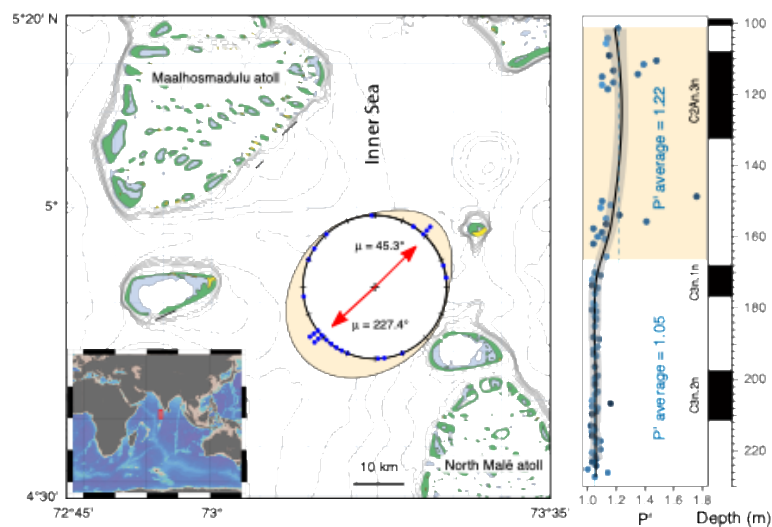 5°20' N
Maalhosmadulu atoll
Inner Sea
5°
μ = 45.3°
μ = 227.4°
10 km
North Malé atoll
4°30'
72°45'
73°
73°35'
100
120
140
160
180
200
220
C2An.3n
C3n.1n
C3n.2n
average = 1.22
average = 1.05
1.0 1.2 1.4 1.6 1.8
Depth (m)